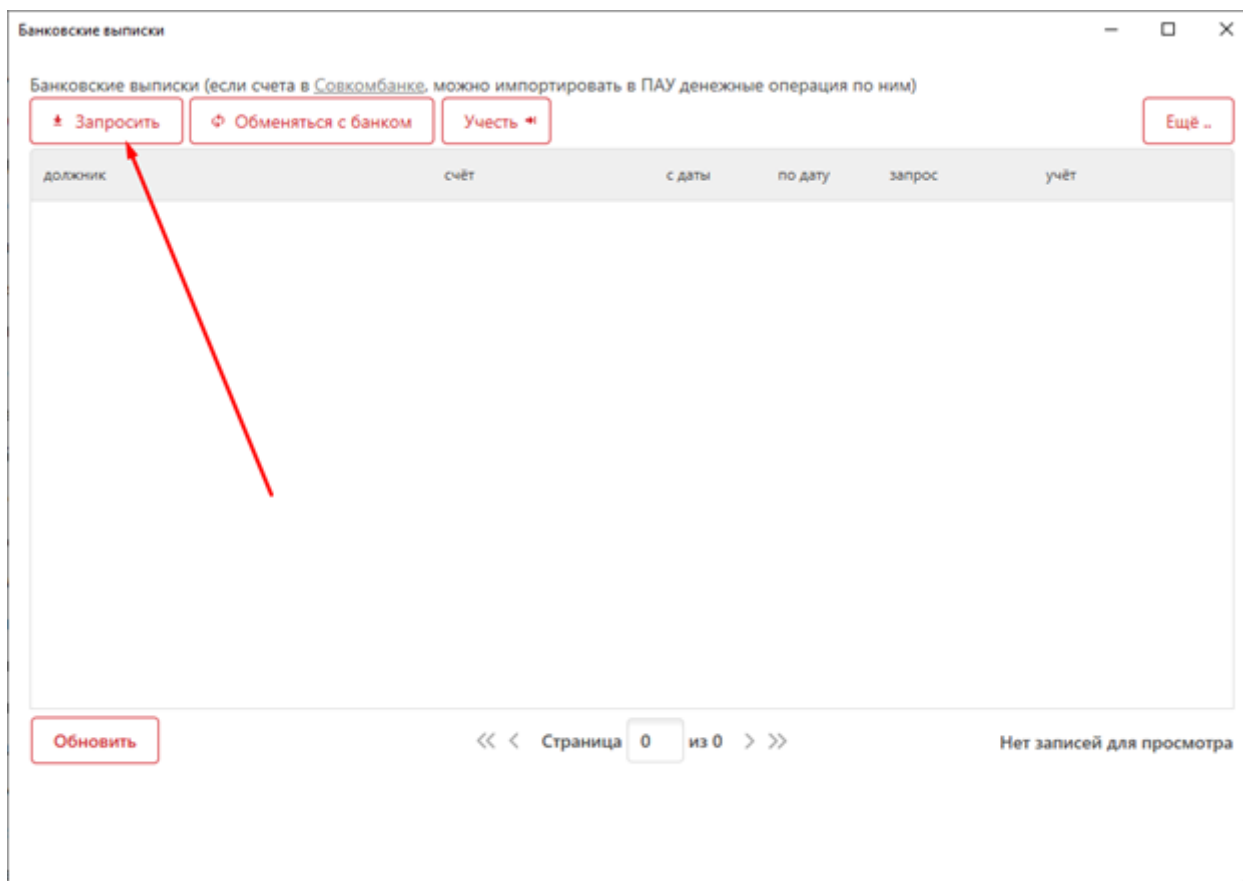 Банковские выписки
Банковские выписки (если счета в Совкомбанке, можно импортировать в ПАУ денежные операция по ним)
Запросить Обменяться с банком Учесть Ещё ..
должник счёт с даты по дату запрос учёт
Обновить Страница 0 из 0 Нет записей для просмотра